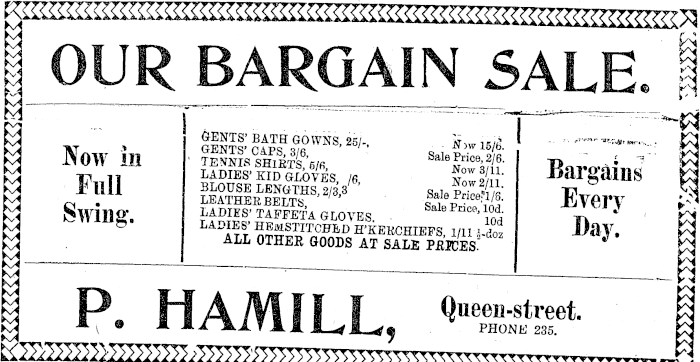 OUR BARGAIN SALE.
Now in
Full
Swing.
GENTS' BATH GOWNS, 25/-, Now 15/6.
GENTS' CAPS, 3/6, Sale Price, 2/6.
TENNIS SHIRTS, 5/6, Now 3/11.
LADIES' KID GLOVES, /6, Now 2/11.
BLOUSE LENGTHS, 2/3,3 Sale Price, 1/6.
LEATHER BELTS, Sale Price, 10d.
LADIES' TAFFETA GLOVES. 10d
LADIES' HEMSTITCHED H'KERCHIEFS, 1/11 ½-doz
ALL OTHER GOODS AT SALE PRICES.
Bargains
Every
Day.
P. HAMILL,
Queen-street.
PHONE 235.